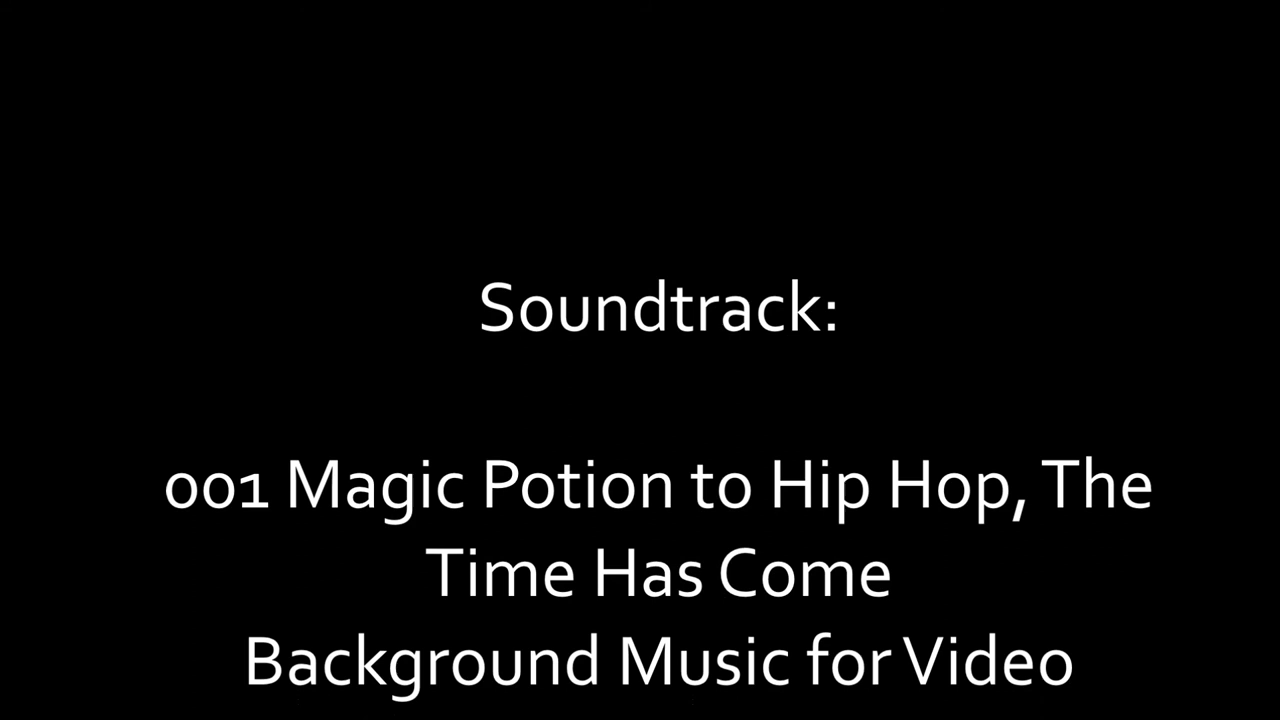 Soundtrack:
001 Magic Potion to Hip Hop, The
Time Has Come
Background Music for Video